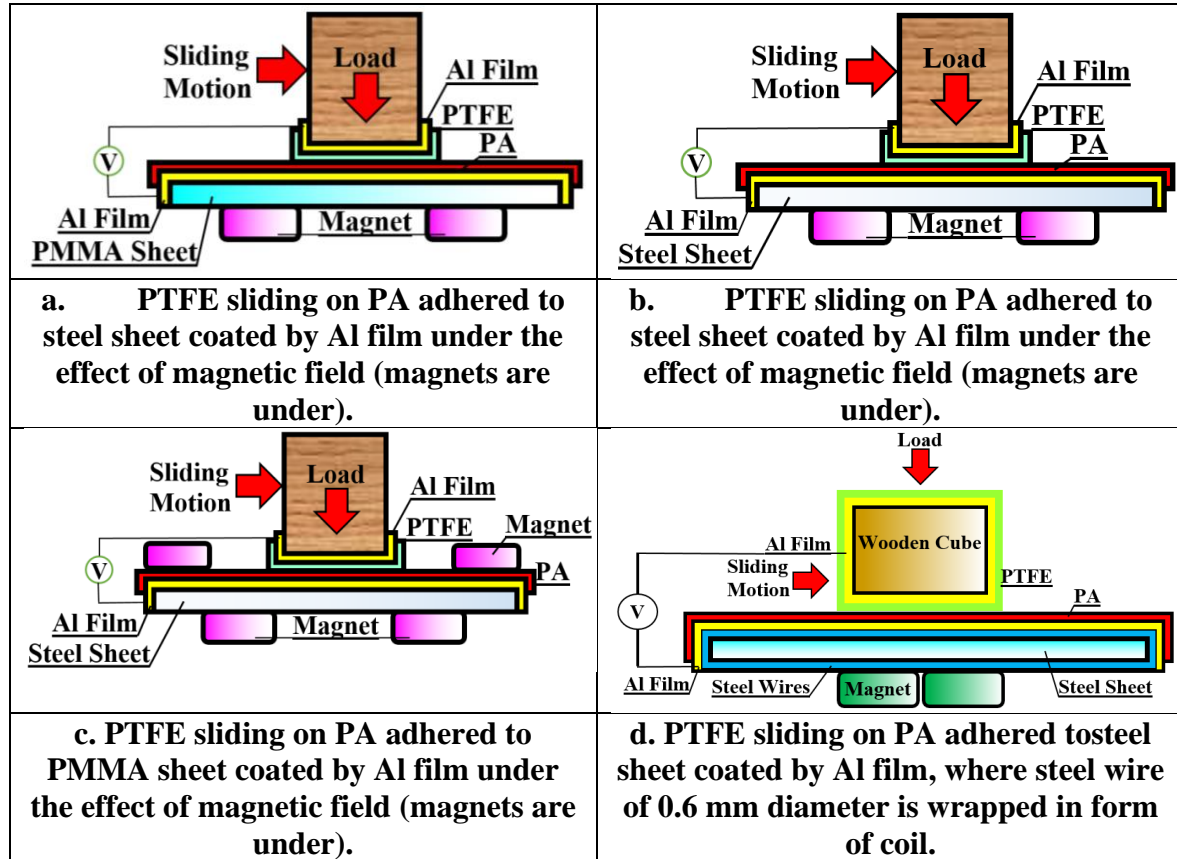 Sliding
Motion
Load
Al Film
PTFE
PA
V
Al Film
PMMA Sheet
Magnet
Sliding
Motion
Load
Al Film
PTFE
PA
V
Al Film
Steel Sheet
Magnet
a. PTFE sliding on PA adhered to
steel sheet coated by Al film under the
effect of magnetic field (magnets are
under).
b. PTFE sliding on PA adhered to
steel sheet coated by Al film under the
effect of magnetic field (magnets are
under).
Sliding
Motion
Load
Al Film
Magnet
PTFE
V
PA
Al Film
Magnet
Steel Sheet
Load
Wooden Cube
Al Film
Sliding
Motion
PTFE
PA
V
Al Film
Steel Wires
Magnet
Steel Sheet
c. PTFE sliding on PA adhered to
PMMA sheet coated by Al film under
the effect of magnetic field (magnets are
under).
d. PTFE sliding on PA adhered tosteel
sheet coated by Al film, where steel wire
of 0.6 mm diameter is wrapped in form
of coil.